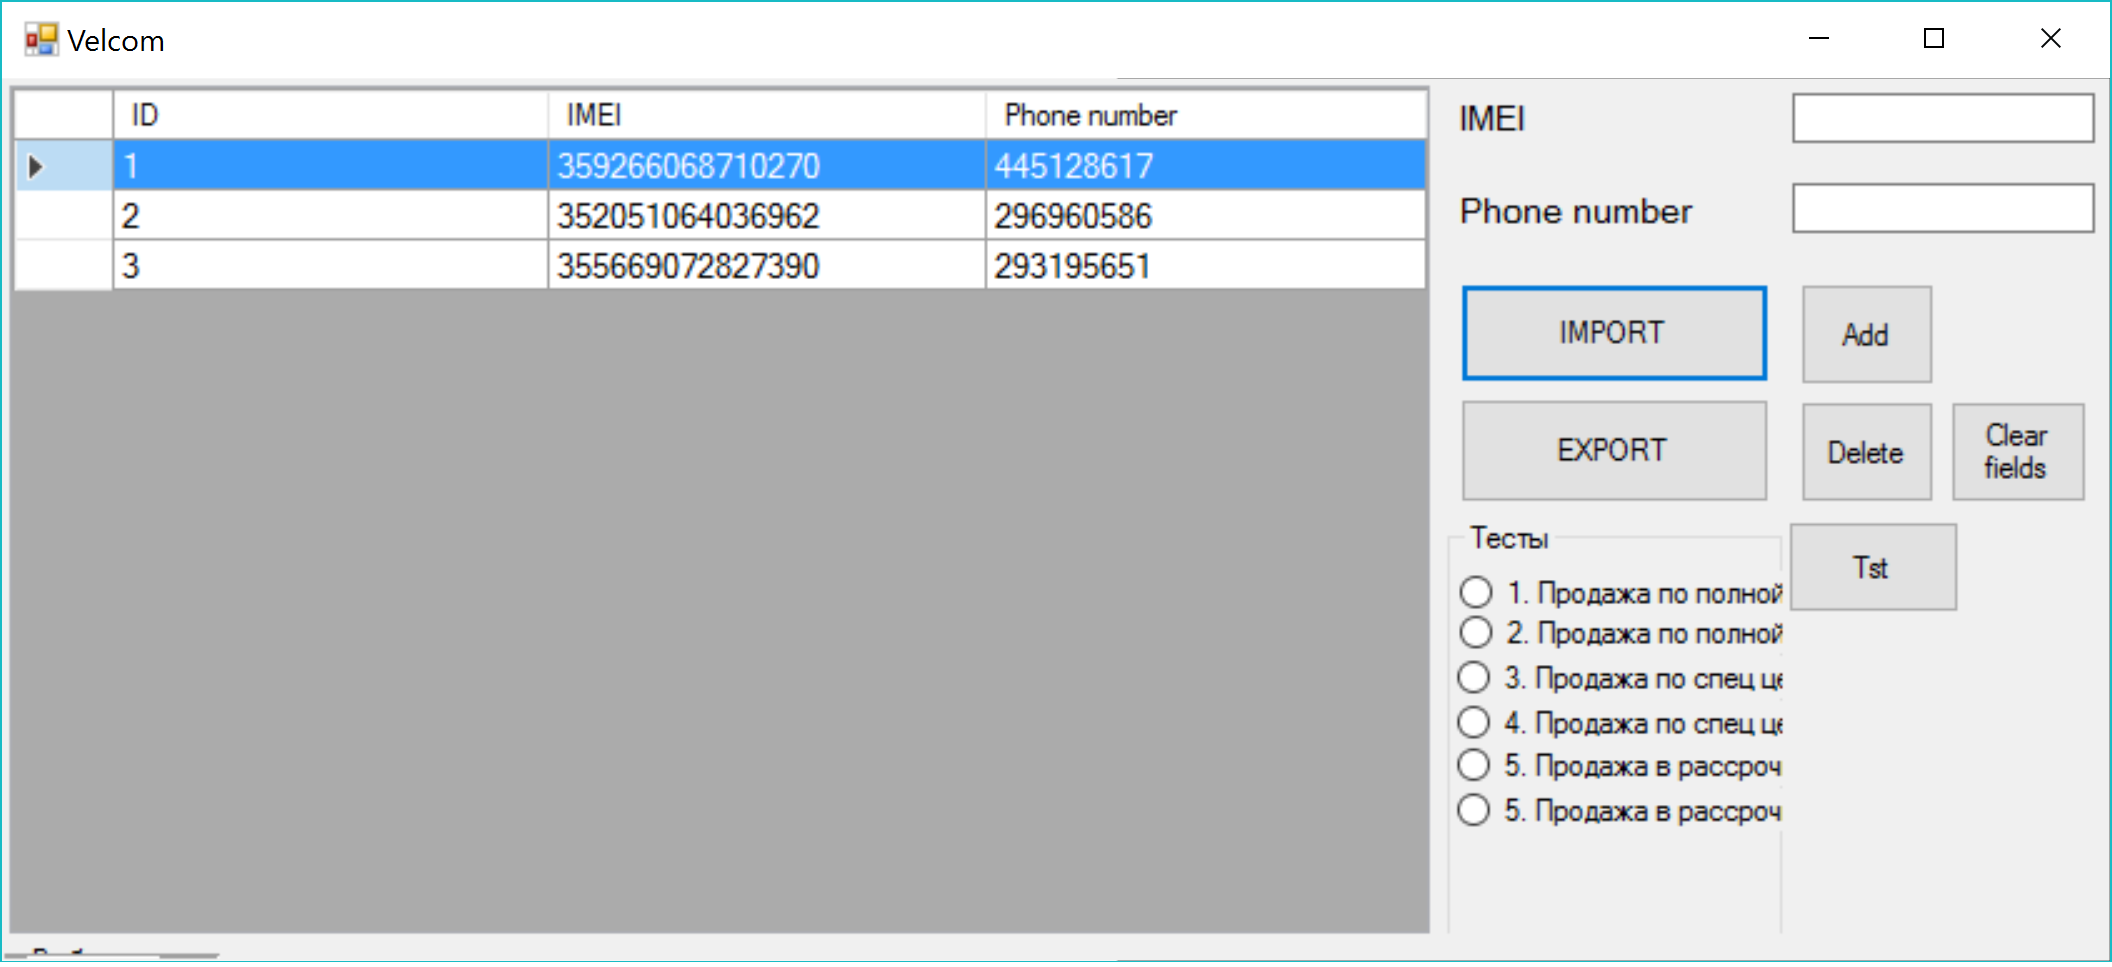 Velcom
ID IMEI Phone number
1 359266068710270 445128617
2 352051064036962 296960586
3 355669072827390 293195651
IMEI
Phone number
IMPORT Add
EXPORT Delete Clear fields
Тесты
Tst
1. Продажа по полной
2. Продажа по полной
3. Продажа по спец це
4. Продажа по спец це
5. Продажа в рассроч
5. Продажа в рассроч